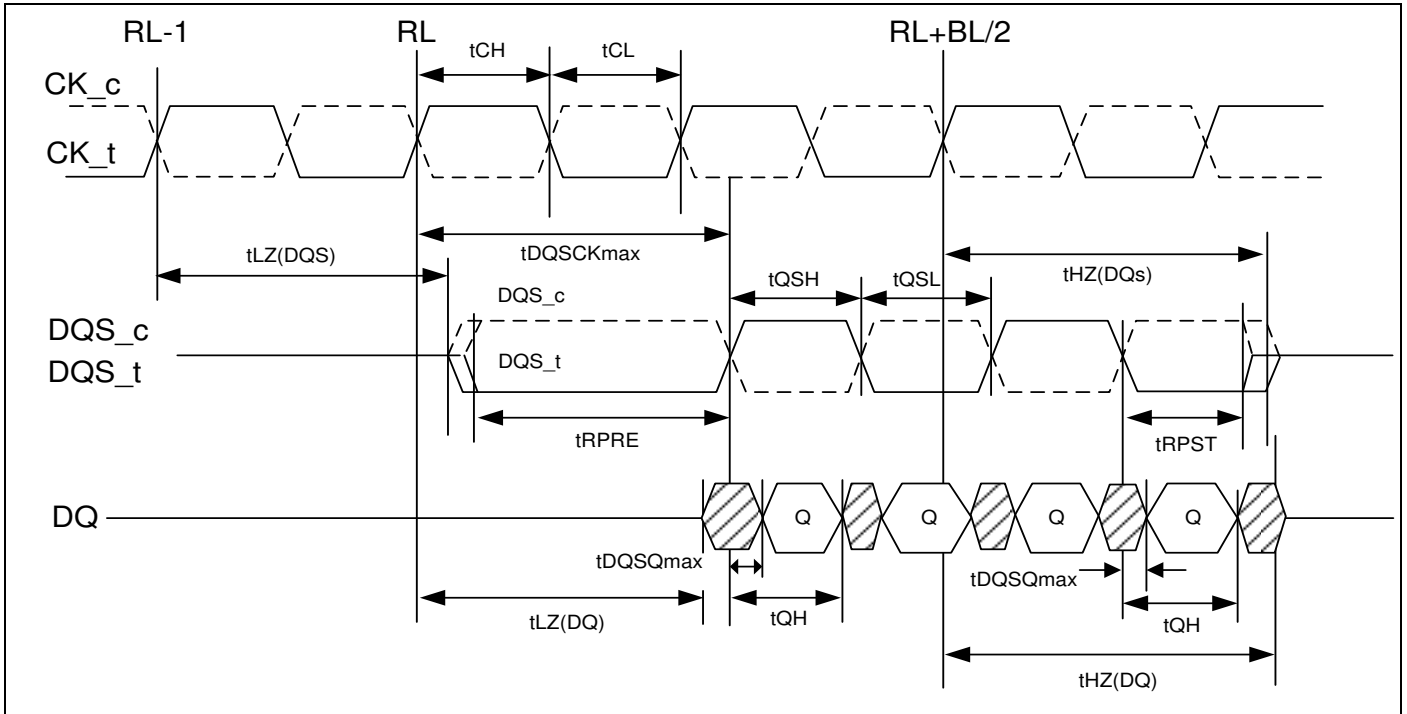 RL-1 RL RL+BL/2
tCH tCL
CK_c
CK_t
tLZ(DQS) tDQSCKmax tHZ(DQs)
tQSH tQSL
DQS_c
DQS_c
DQS_t
DQS_t
tRPRE tRPST
DQ Q Q Q Q
tDQSQmax tDQSQmax
tLZ(DQ) tQH tQH
tHZ(DQ)